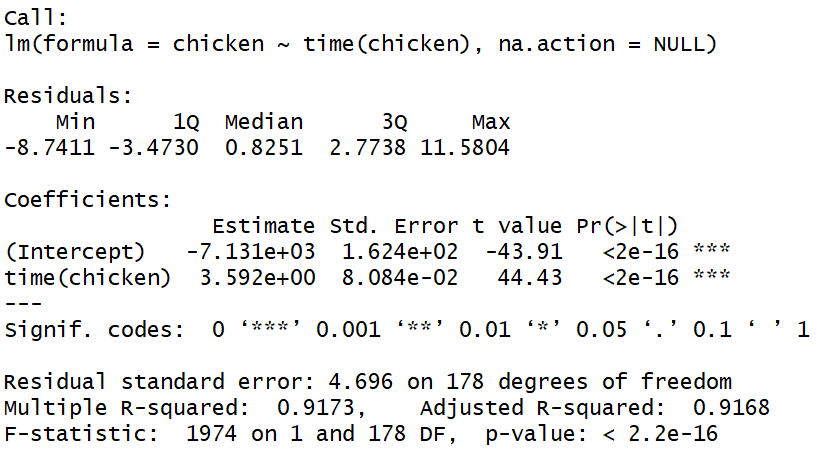 Call:
lm(formula = chicken ~ time(chicken), na.action = NULL)
Residuals:
Min 1Q Median 3Q Max
-8.7411 -3.4730 0.8251 2.7738 11.5804
Coefficients:
Estimate Std. Error t value Pr(>|t|)
(Intercept) -7.131e+03 1.624e+02 -43.91 <2e-16 ***
time(chicken) 3.592e+00 8.084e-02 44.43 <2e-16 ***
---
Signif. codes: 0 ‘***’ 0.001 ‘**’ 0.01 ‘*’ 0.05 ‘.’ 0.1 ‘ ’ 1
Residual standard error: 4.696 on 178 degrees of freedom
Multiple R-squared: 0.9173, Adjusted R-squared: 0.9168
F-statistic: 1974 on 1 and 178 DF, p-value: < 2.2e-16